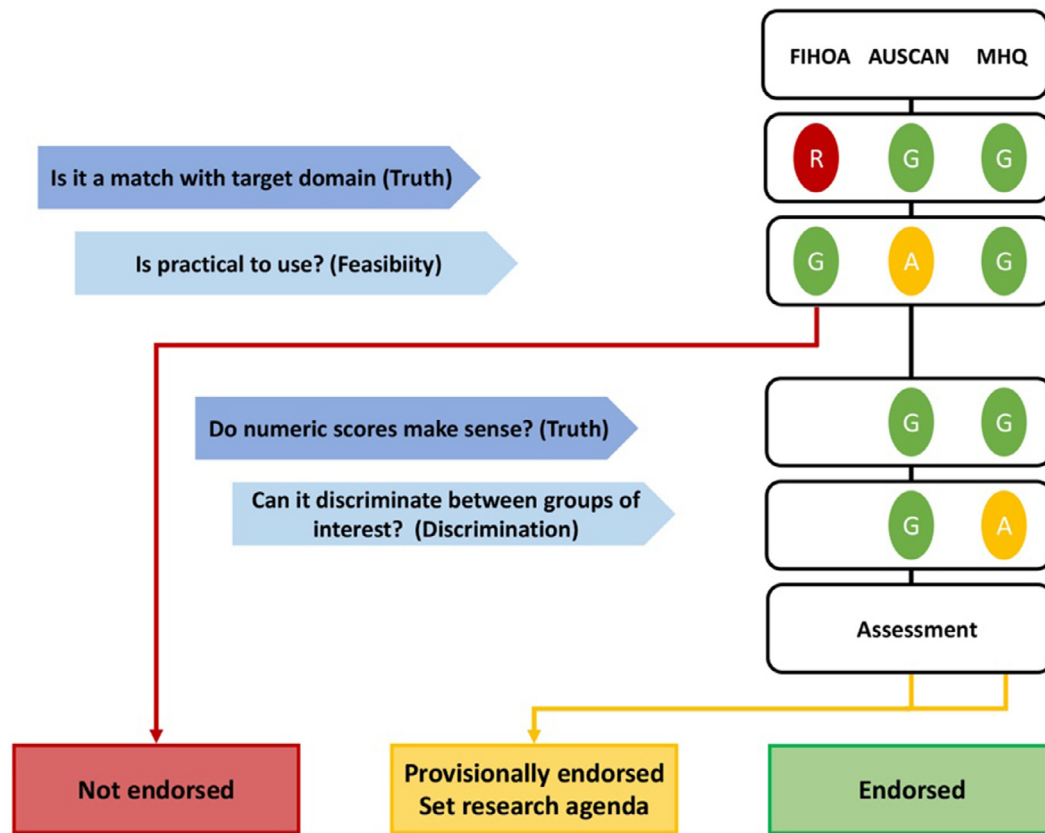 FIHOA AUSCAN MHQ
R G G
Is it a match with target domain (Truth)
G A G
Is practical to use? (Feasibiity)
G G
Do numeric scores make sense? (Truth)
Can it discriminate between groups of
interest? (Discrimination)
G A
Assessment
Not endorsed
Provisionally endorsed
Set research agenda
Endorsed